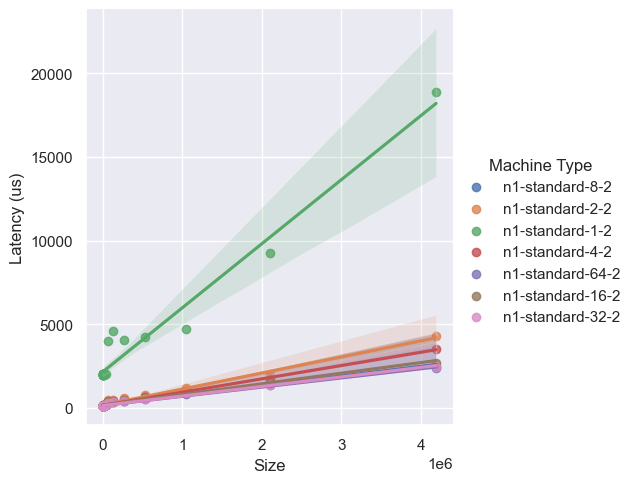 20000
15000
10000
5000
0
Latency (us)
0
1
2
3
4
1e6
Size
Machine Type
n1-standard-8-2
n1-standard-2-2
n1-standard-1-2
n1-standard-4-2
n1-standard-64-2
n1-standard-16-2
n1-standard-32-2